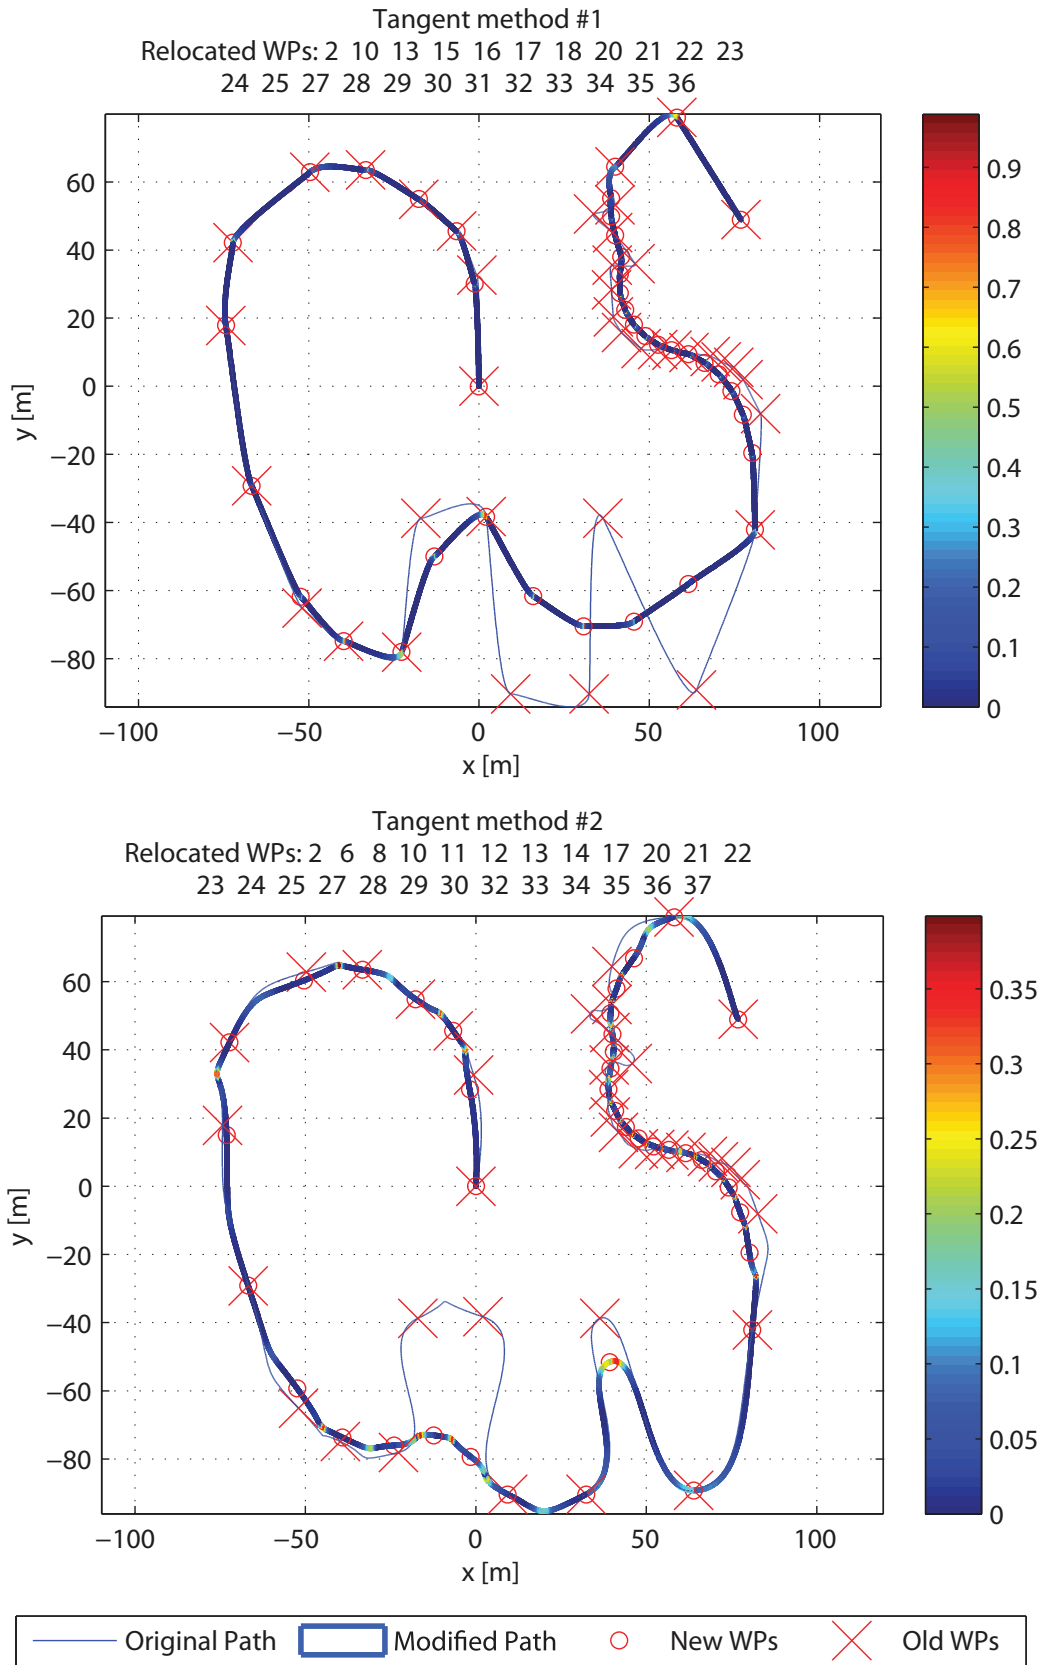 Tangent method #1
Relocated WPs: 2 10 13 15 16 17 18 20 21 22 23
24 25 27 28 29 30 31 32 33 34 35 36
60
40
20
0
−20
−40
−60
−80
y [m]
−100 −50 0 50 100
x [m]
0.9
0.8
0.7
0.6
0.5
0.4
0.3
0.2
0.1
0
Tangent method #2
Relocated WPs: 2 6 8 10 11 12 13 14 17 20 21 22
23 24 25 27 28 29 30 32 33 34 35 36 37
60
40
20
0
−20
−40
−60
−80
y [m]
−100 −50 0 50 100
x [m]
0.35
0.3
0.25
0.2
0.15
0.1
0.05
0
Original Path Modified Path New WPs Old WPs